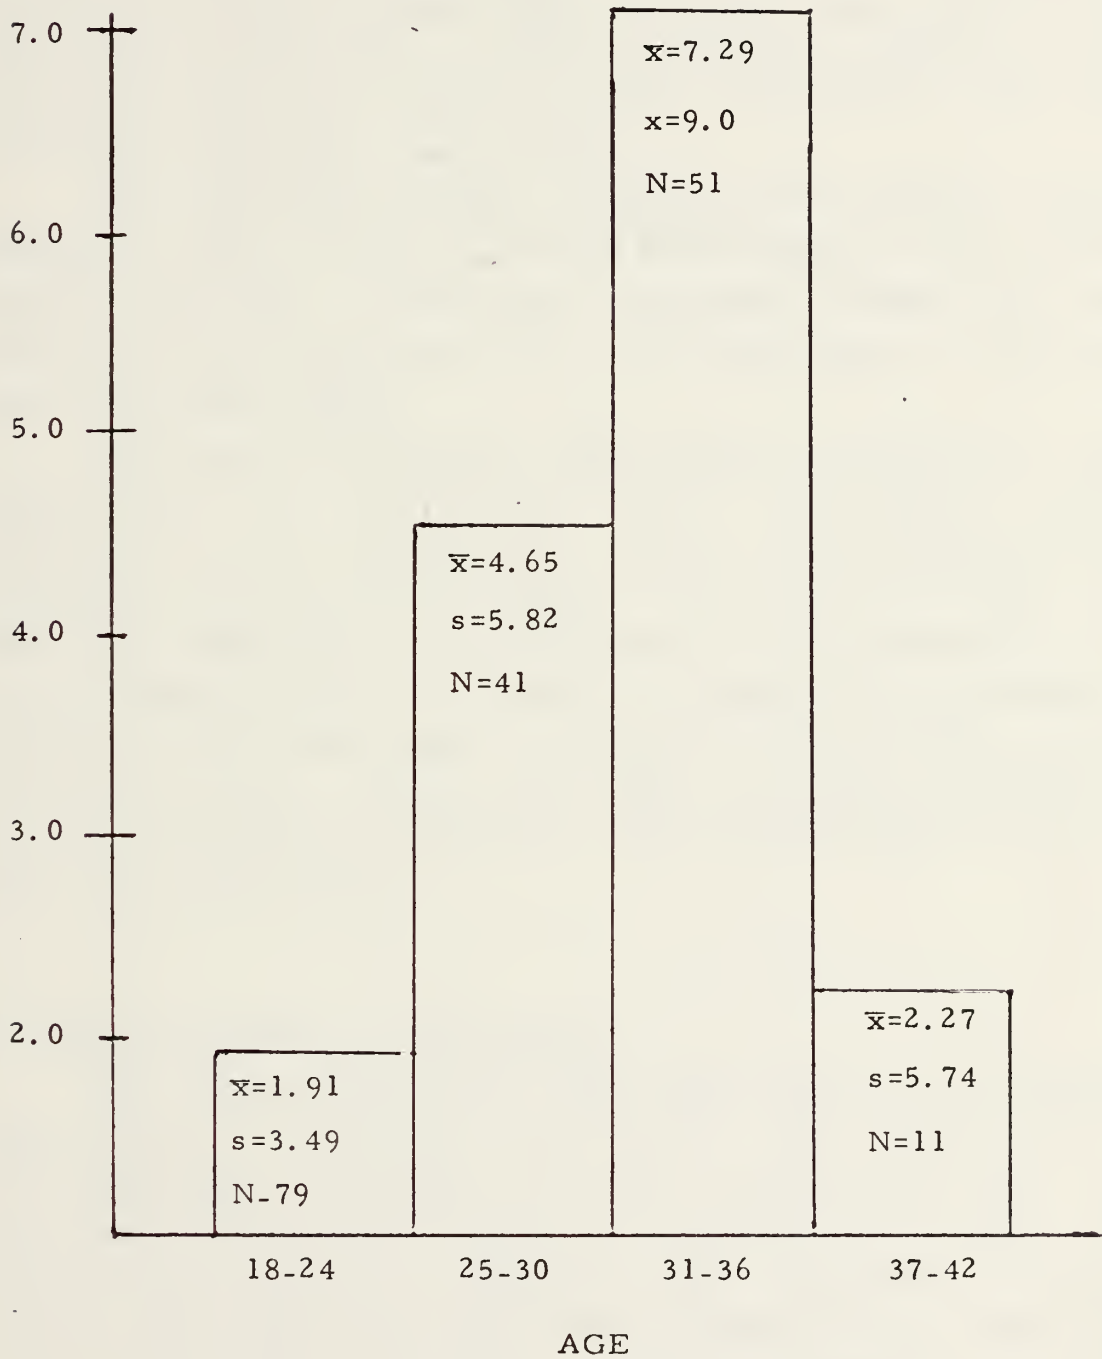 7.0
x̄=7.29
x=9.0
N=51
6.0
5.0
x̄=4.65
s=5.82
4.0
N=41
3.0
2.0
x̄=2.27
x̄=1.91
s=5.74
s=3.49
N=11
N-79
18-24 25-30 31-36 37-42
AGE